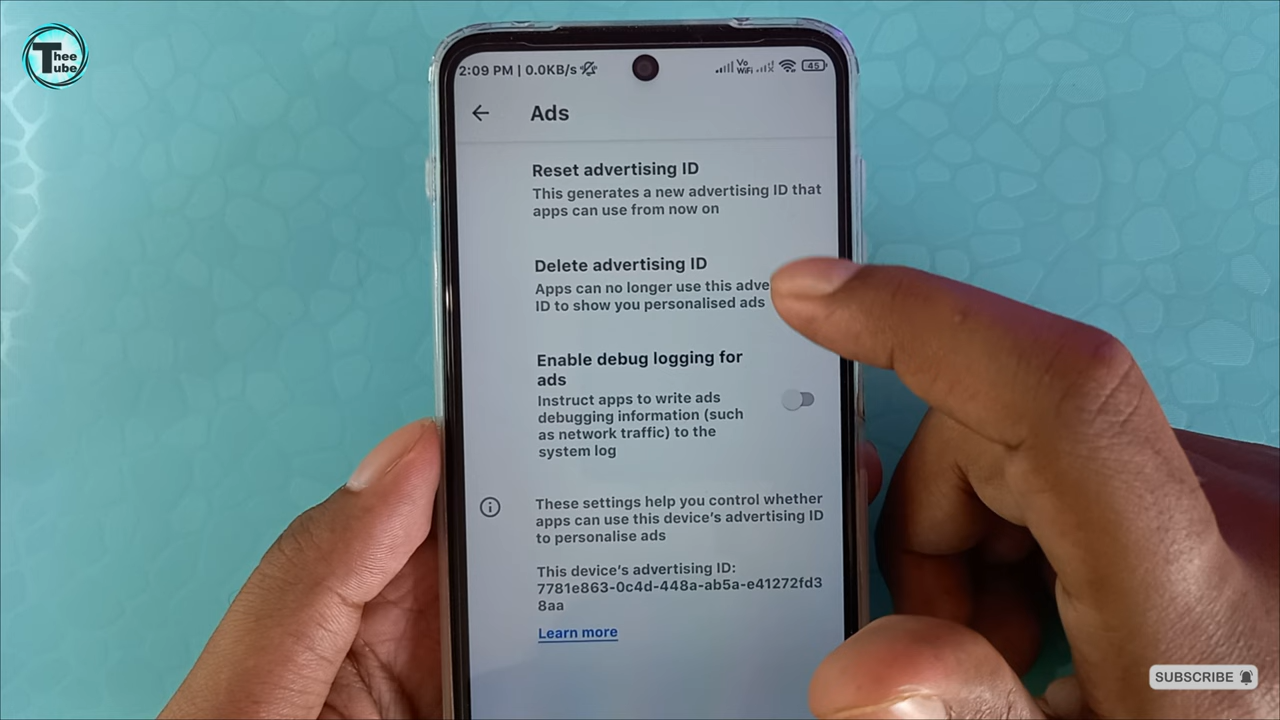 Thee
Tube
2:09 PM | 0.0KB/s
Vo
WiFi
45
Ads
Reset advertising ID
This generates a new advertising ID that
apps can use from now on
Delete advertising ID
Apps can no longer use this adve
ID to show you personalised ads
Enable debug logging for
ads
Instruct apps to write ads
debugging information (such
as network traffic) to the
system log
These settings help you control whether
apps can use this device's advertising ID
to personalise ads
This device's advertising ID:
7781e863-0c4d-448a-ab5a-e41272fd3
8aa
Learn more
SUBSCRIBE